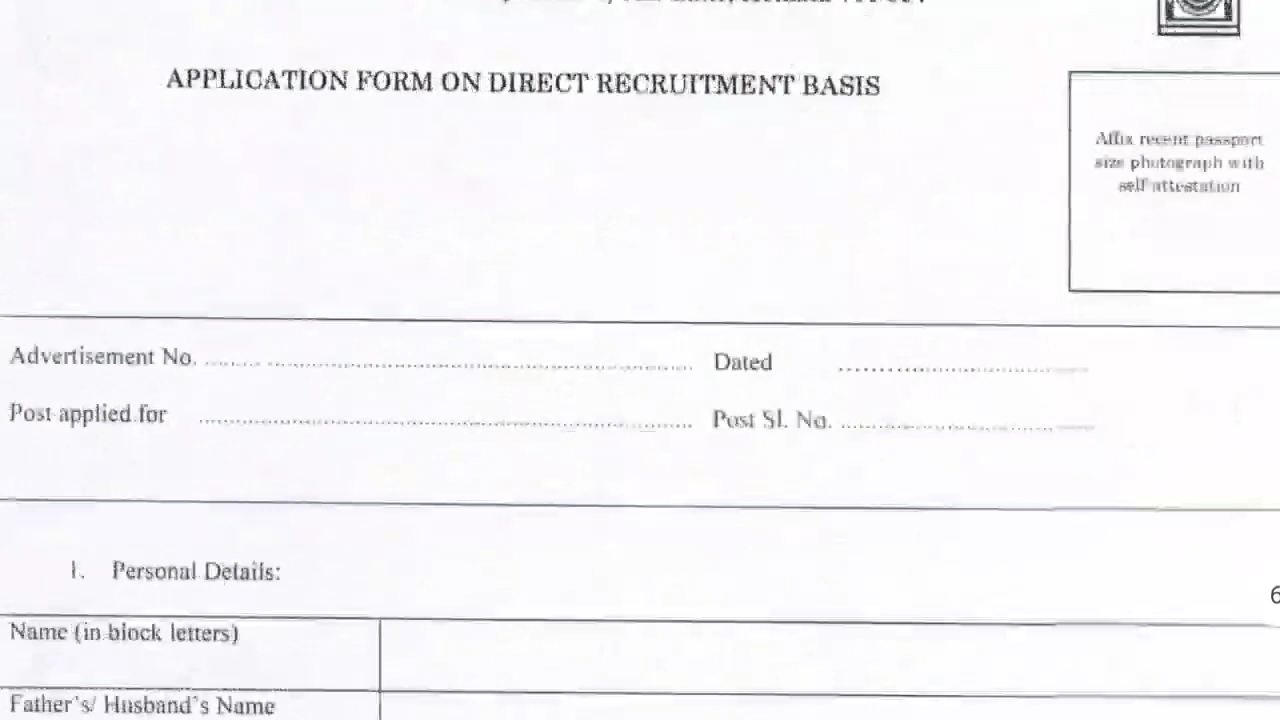 APPLICATION FORM ON DIRECT RECRUITMENT BASIS
Affix recent passport
size photograph with
self attestation
Advertisement No. .......................... Dated ..........................
Post applied for .......................... Post Sl. No. ..........................
1. Personal Details:
6
Name (in block letters)
Father's/ Husband's Name